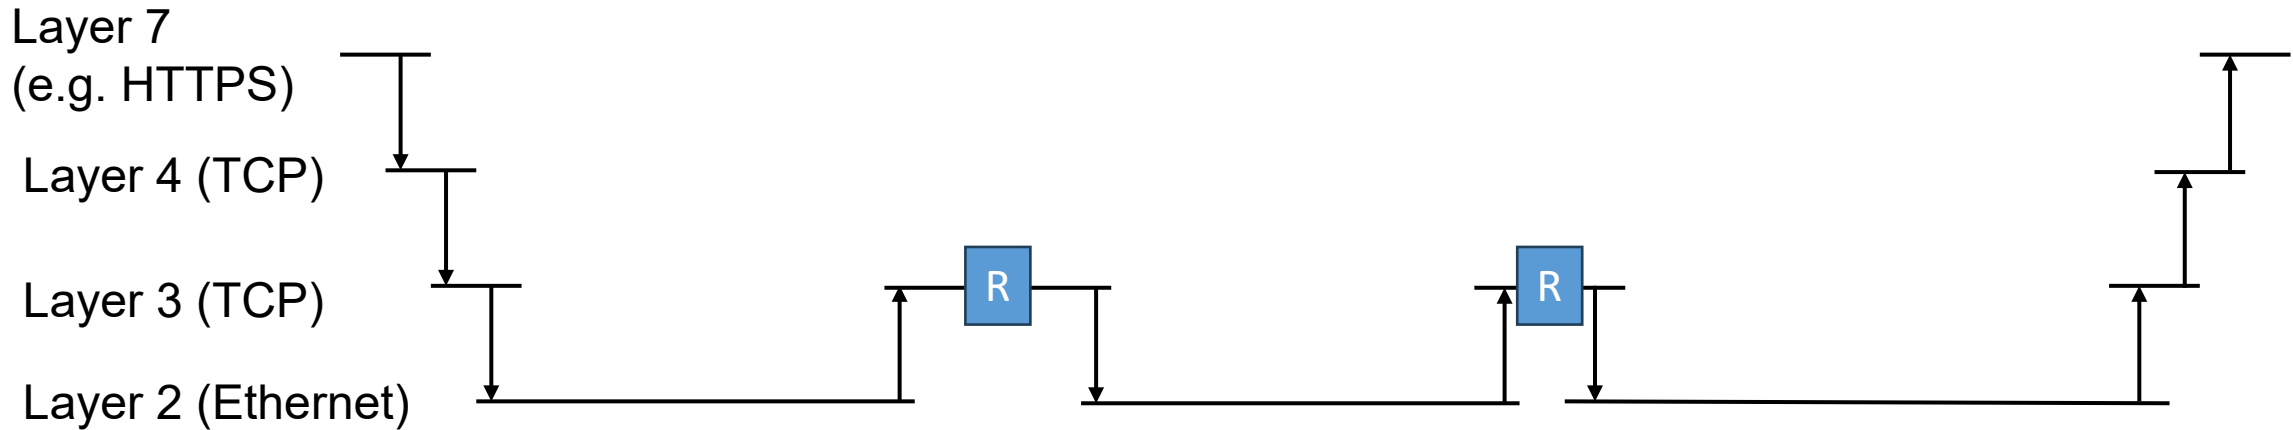 Layer 7
(e.g. HTTPS)
Layer 4 (TCP)
Layer 3 (TCP)
R
R
Layer 2 (Ethernet)